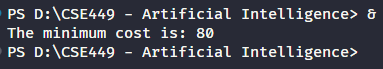 PS D:\CSE449 - Artificial Intelligence> &
The minimum cost is: 80
PS D:\CSE449 - Artificial Intelligence>